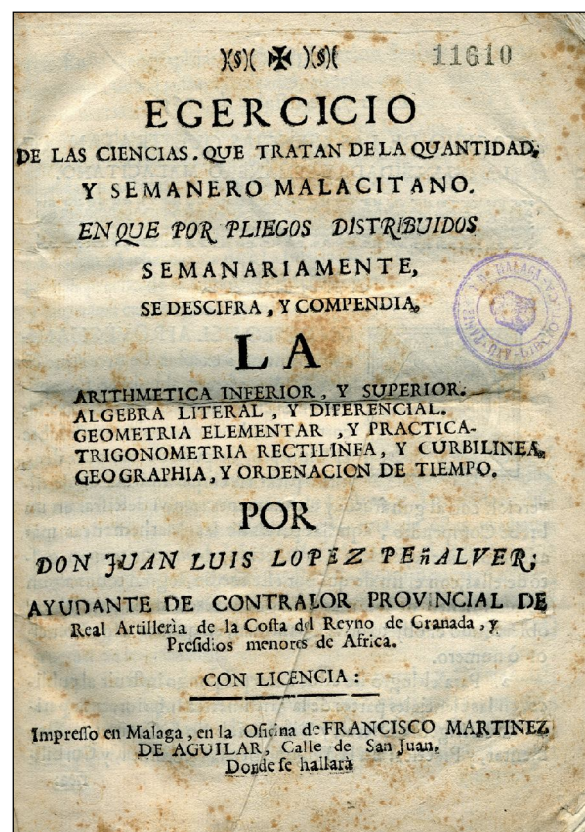 )(§)( ✠ )(§)(
11610
EGERCICIO
DE LAS CIENCIAS. QUE TRATAN DE LA QUANTIDAD,
Y SEMANERO MALACITANO.
EN QUE POR PLIEGOS DISTRIBUIDOS
SEMANARIAMENTE,
SE DESCIFRA, Y COMPENDIA,
LA
ARITHMETICA INFERIOR, Y SUPERIOR.
ALGEBRA LITERAL, Y DIFERENCIAL.
GEOMETRIA ELEMENTAR, Y PRACTICA-
TRIGONOMETRIA RECTILINEA, Y CURBILINEA,
GEOGRAPHIA, Y ORDENACION DE TIEMPO.
POR
DON JUAN LUIS LOPEZ PEñALVER;
AYUDANTE DE CONTRALOR PROVINCIAL DE
Real Artillerìa de la Coſta del Reyno de Granada, y
Preſidios menores de Africa.
CON LICENCIA:
Impreſſo en Malaga, en la Oficina de FRANCISCO MARTINEZ
DE AGUILAR, Calle de San Juan,
Donde ſe hallarà